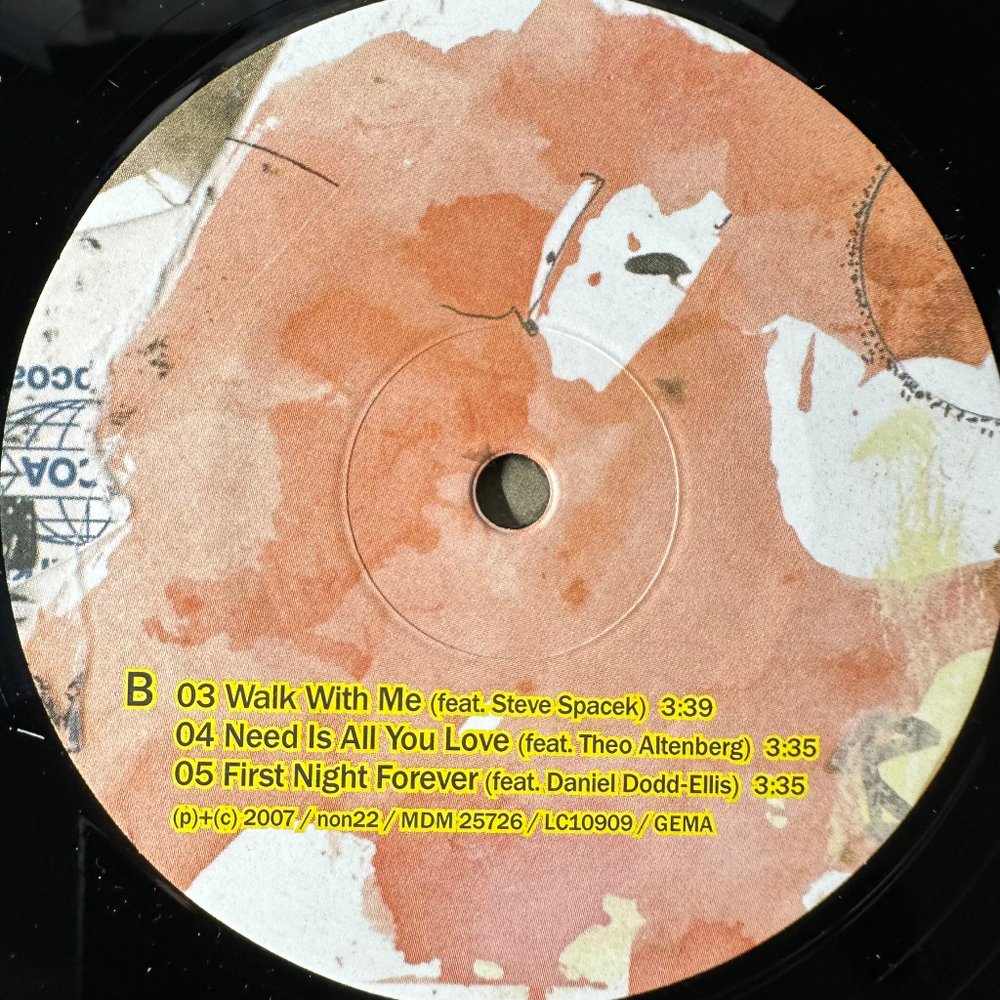 B 03 Walk With Me (feat. Steve Spacek) 3:39
04 Need Is All You Love (feat. Theo Altenberg) 3:35
05 First Night Forever (feat. Daniel Dodd-Ellis) 3:35
(p)+(c) 2007 / non22 / MDM 25726 / LC10909 / GEMA